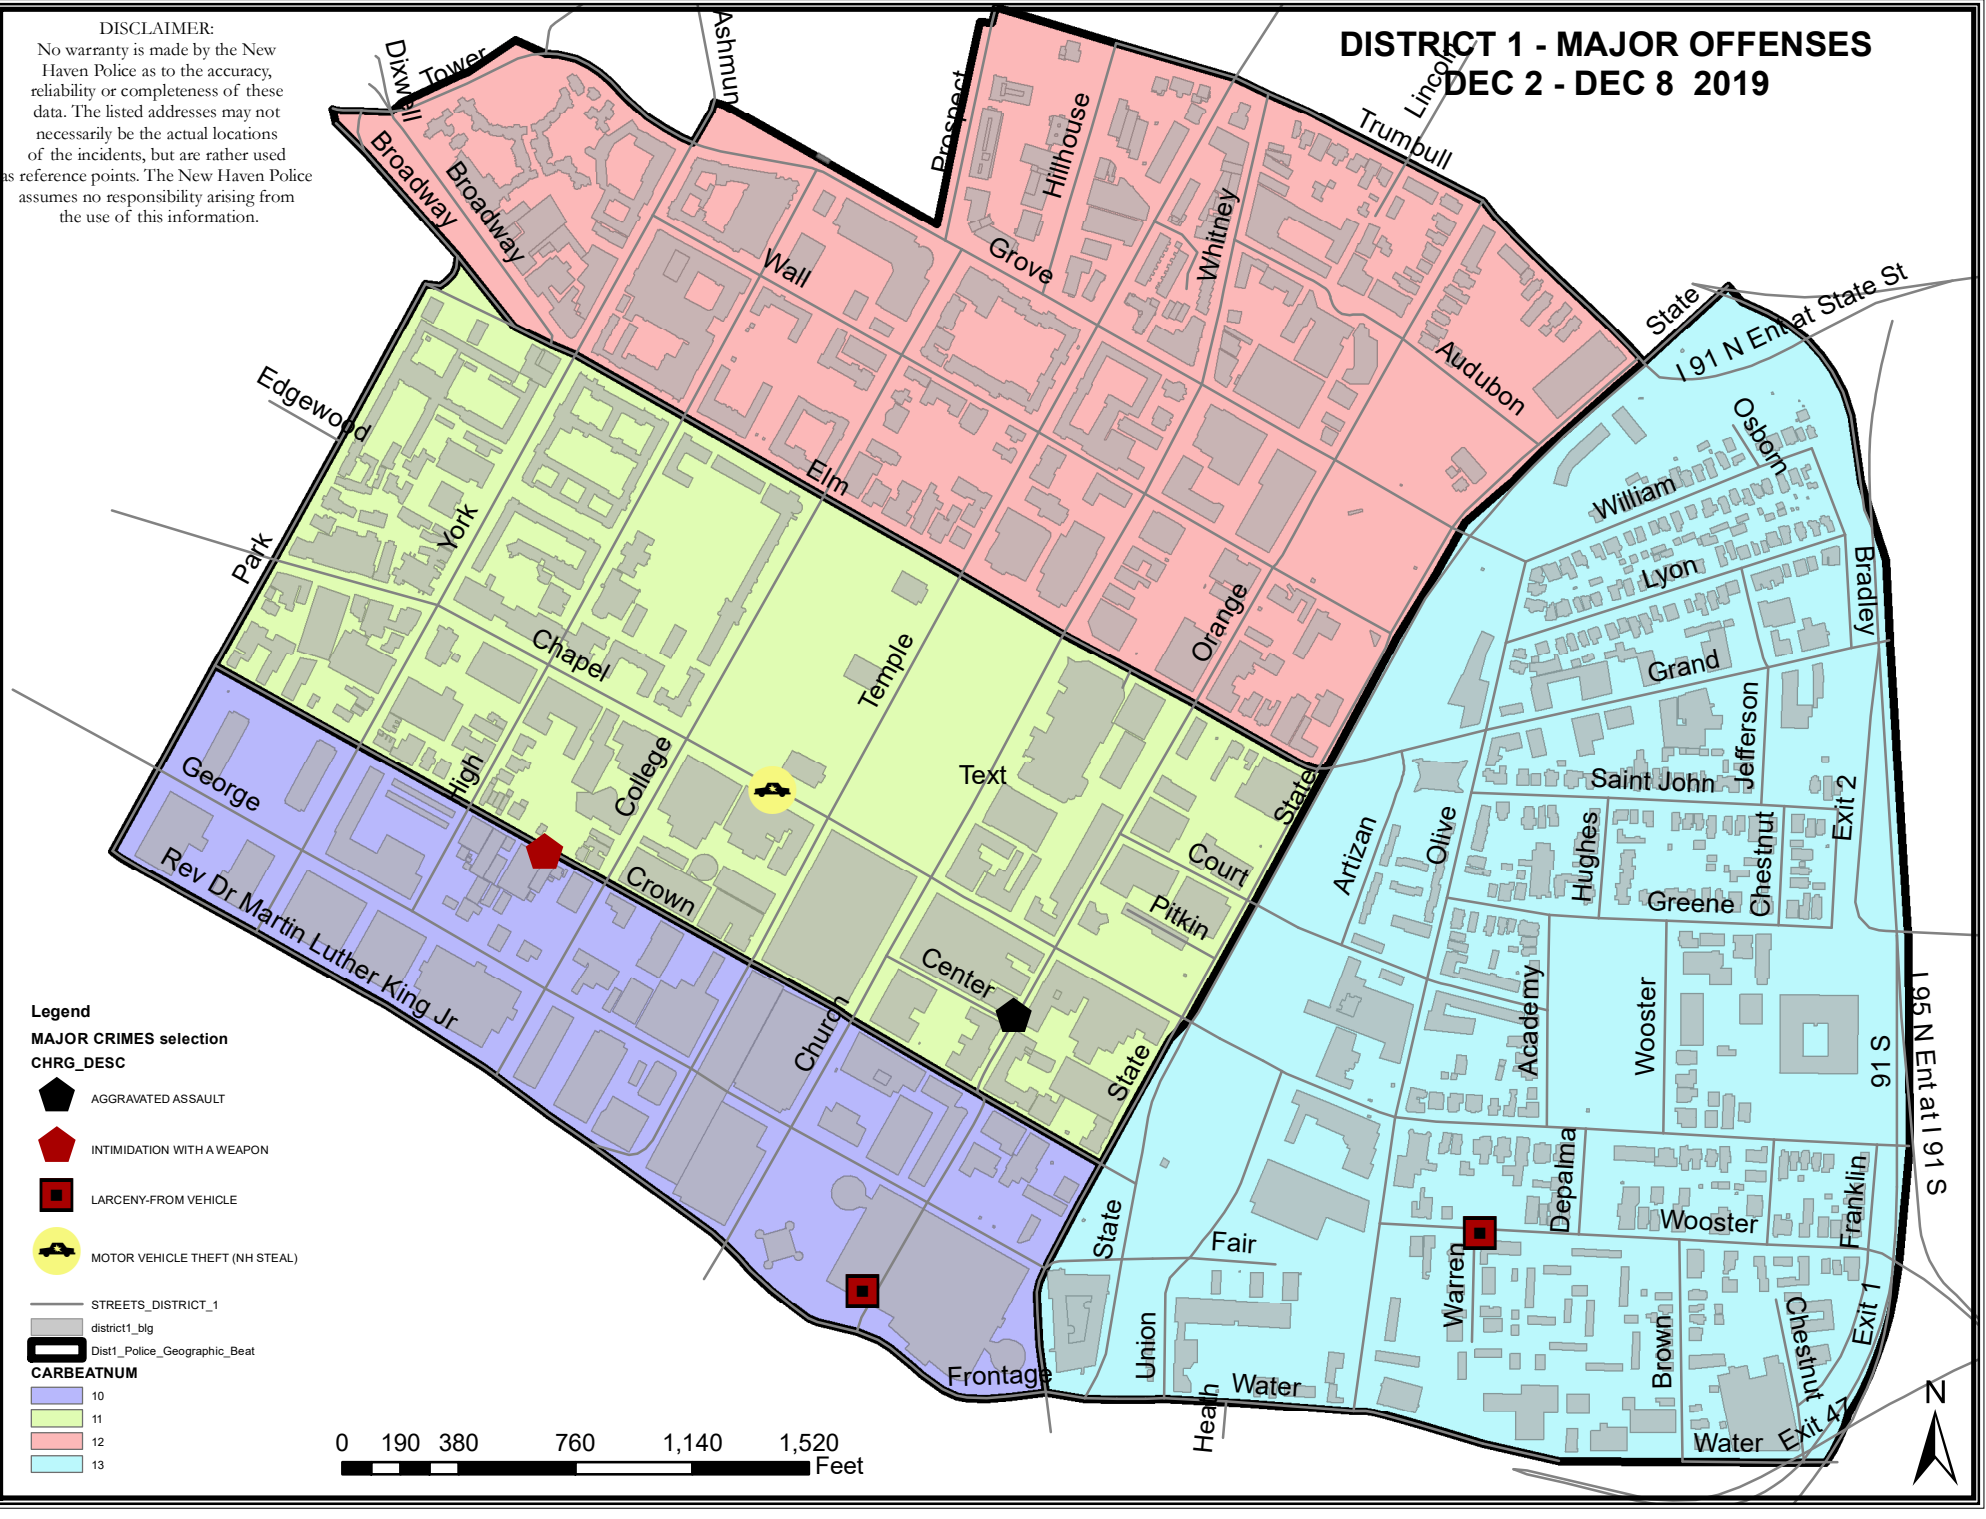 DISCLAIMER:
No warranty is made by the New
Haven Police as to the accuracy,
reliability or completeness of these
data. The listed addresses may not
necessarily be the actual locations
of the incidents, but are rather used
as reference points. The New Haven Police
assumes no responsibility arising from
the use of this information.
DISTRICT 1 - MAJOR OFFENSES
DEC 2 - DEC 8 2019
Dixwell
Tower
Ashmun
Prospect
Hillhouse
Lincoln
Trumbull
Broadway
Broadway
Wall
Grove
Whitney
State
I 91 N Ent at State St
Audubon
Edgewood
Osborn
Elm
William
York
Park
Lyon
Bradley
Orange
Chapel
Temple
Grand
Jefferson
Text
State
Saint John
George
High
College
Artizan
Olive
Hughes
Chestnut
Exit 2
Court
Crown
Greene
Pitkin
Rev Dr Martin Luther King Jr
Center
Church
Academy
Wooster
I 95 N Ent at I 91 S
91 S
State
Depalma
Franklin
Wooster
State
Fair
Warren
Union
Brown
Chestnut
Exit 1
Frontage
Heath
Water
Water
Exit 47
Legend
MAJOR CRIMES selection
CHRG_DESC
AGGRAVATED ASSAULT
INTIMIDATION WITH A WEAPON
LARCENY-FROM VEHICLE
MOTOR VEHICLE THEFT (NH STEAL)
STREETS_DISTRICT_1
district1_blg
Dist1_Police_Geographic_Beat
CARBEATNUM
10
11
12
13
0 190 380 760 1,140 1,520
Feet
N